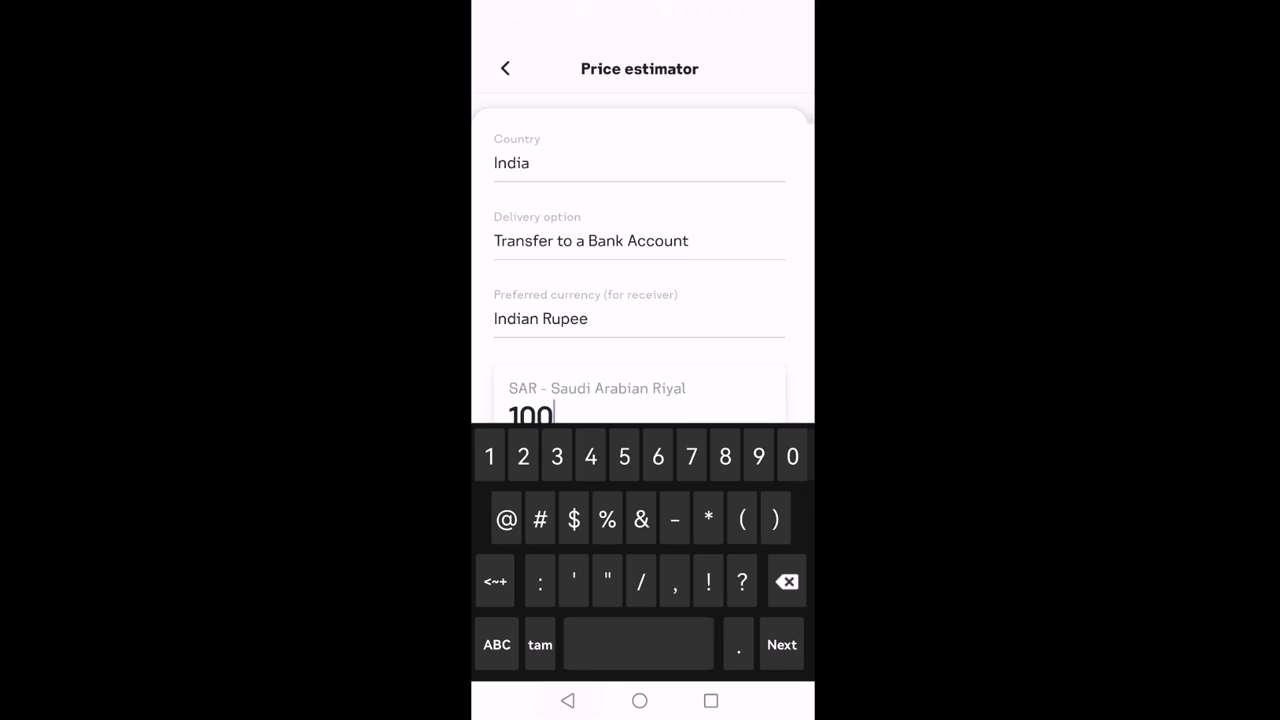 Price estimator
Country
India
Delivery option
Transfer to a Bank Account
Preferred currency (for receiver)
Indian Rupee
SAR - Saudi Arabian Riyal
100
1 2 3 4 5 6 7 8 9 0
@ # $ % & - * ( )
<~+ : ' " / , ! ?
ABC tam . Next